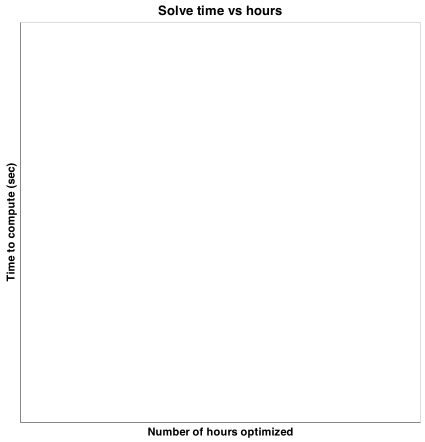 Solve time vs hours
Time to compute (sec)
Number of hours optimized